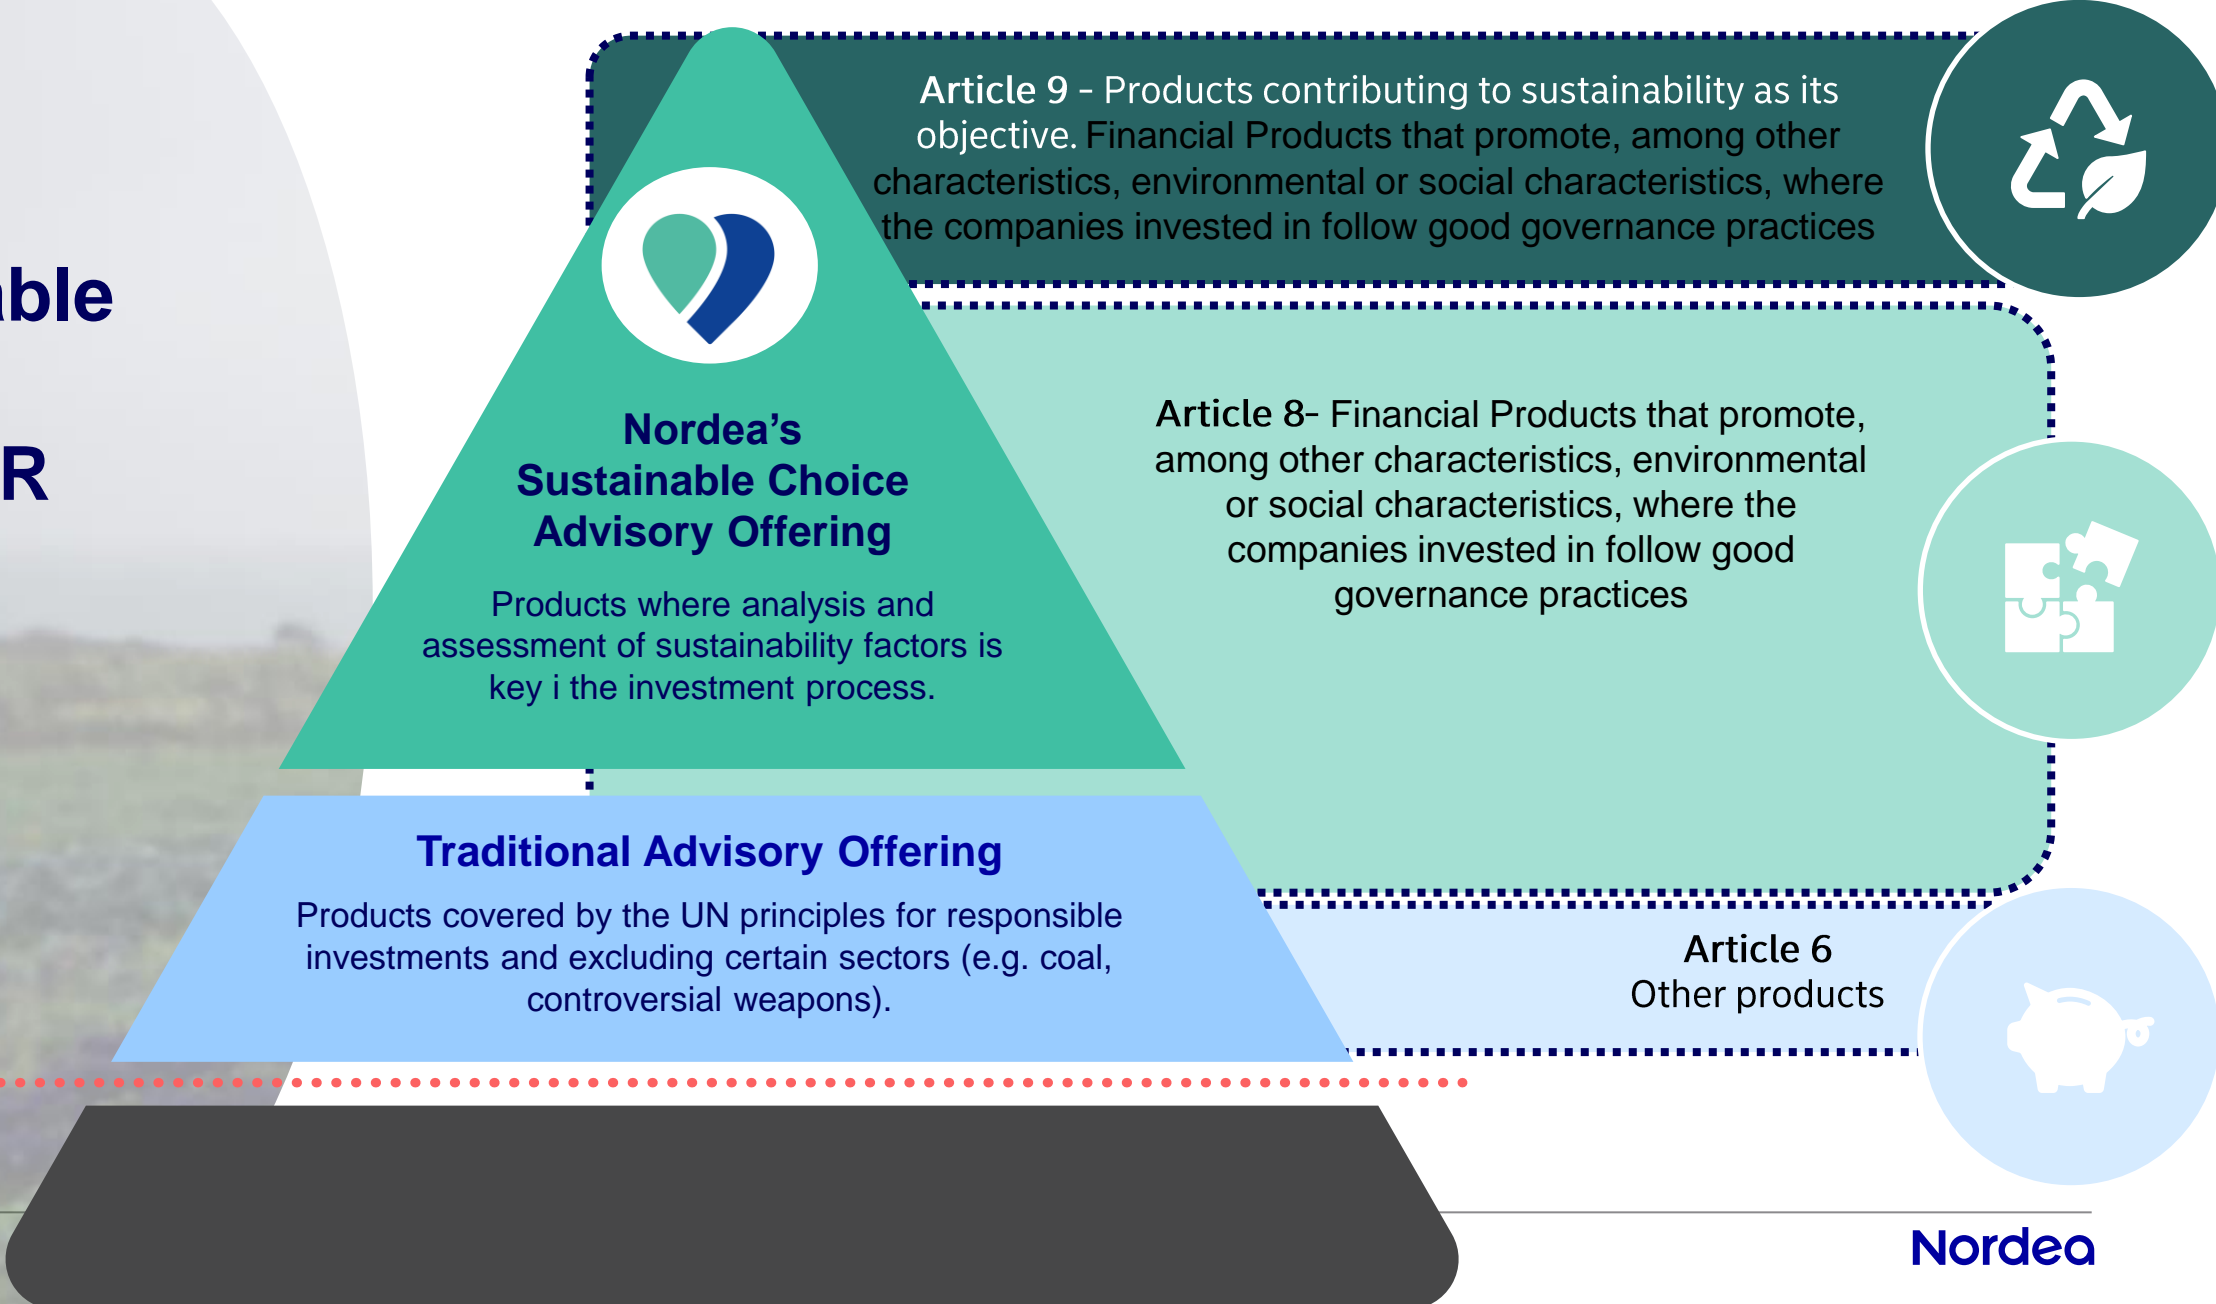 able
R
Article 9 - Products contributing to sustainability as its
objective. Financial Products that promote, among other
characteristics, environmental or social characteristics, where
the companies invested in follow good governance practices
Nordea’s
Sustainable Choice
Advisory Offering
Products where analysis and
assessment of sustainability factors is
key i the investment process.
Article 8- Financial Products that promote,
among other characteristics, environmental
or social characteristics, where the
companies invested in follow good
governance practices
Traditional Advisory Offering
Products covered by the UN principles for responsible
investments and excluding certain sectors (e.g. coal,
controversial weapons).
Article 6
Other products
Nordea